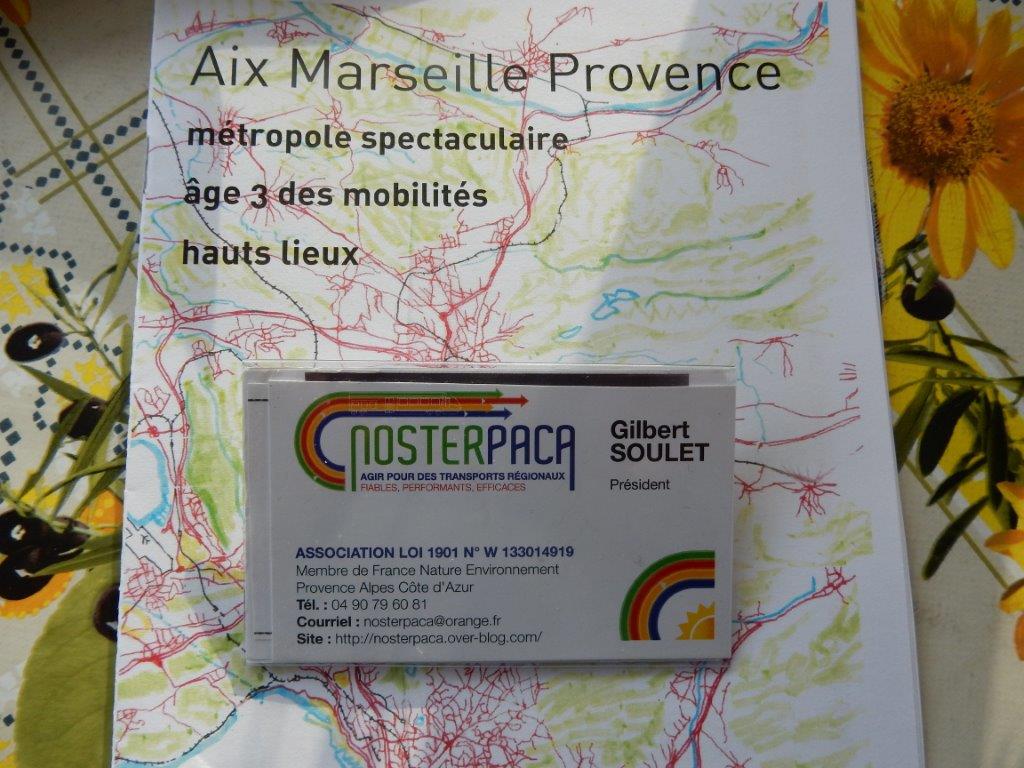 Aix Marseille Provence
métropole spectaculaire
âge 3 des mobilités
hauts lieux
NOSTERPACA
AGIR POUR DES TRANSPORTS RÉGIONAUX
FIABLES, PERFORMANTS, EFFICACES
Gilbert
SOULET
Président
ASSOCIATION LOI 1901 N° W 133014919
Membre de France Nature Environnement
Provence Alpes Côte d'Azur
Tél. : 04 90 79 60 81
Courriel : nosterpaca@orange.fr
Site : http://nosterpaca.over-blog.com/